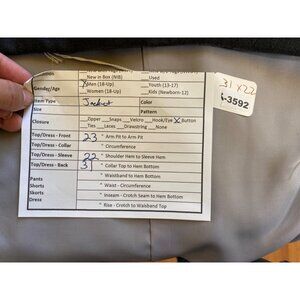 New in Box (NIB) Used
Gender/Age X Men (18-Up) Youth (13-17)
Women (18-Up) Kids (Newborn-12)
Item Type Jacket Color
Size Pattern
Closure Zipper Snaps Velcro Hook/Eye X Button
Ties Laces Drawstring None
Top/Dress - Front 23 " Arm Pit to Arm Pit
Top/Dress - Collar " Circumference
Top/Dress - Sleeve 22 " Shoulder Hem to Sleeve Hem
Top/Dress - Back 31 " Collar Top to Hem Bottom
Pants " Waistband to Hem Bottom
Shorts " Waist - Circumference
Skorts " Inseam - Crotch to Hem Bottom
Dress " Rise - Crotch to Waistband Top
31 x 22
-3592